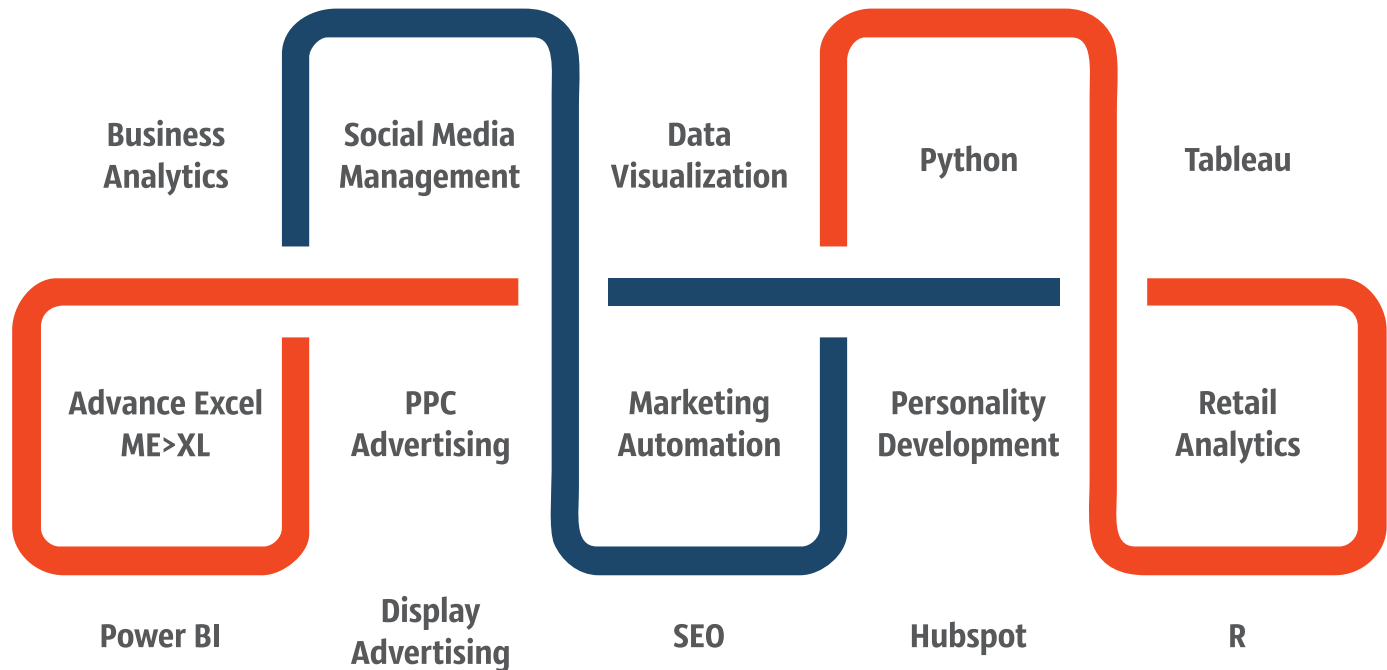 Business
Analytics
Social Media
Management
Data
Visualization
Python
Tableau
Advance Excel
ME>XL
PPC
Advertising
Marketing
Automation
Personality
Development
Retail
Analytics
Power BI
Display
Advertising
SEO
Hubspot
R